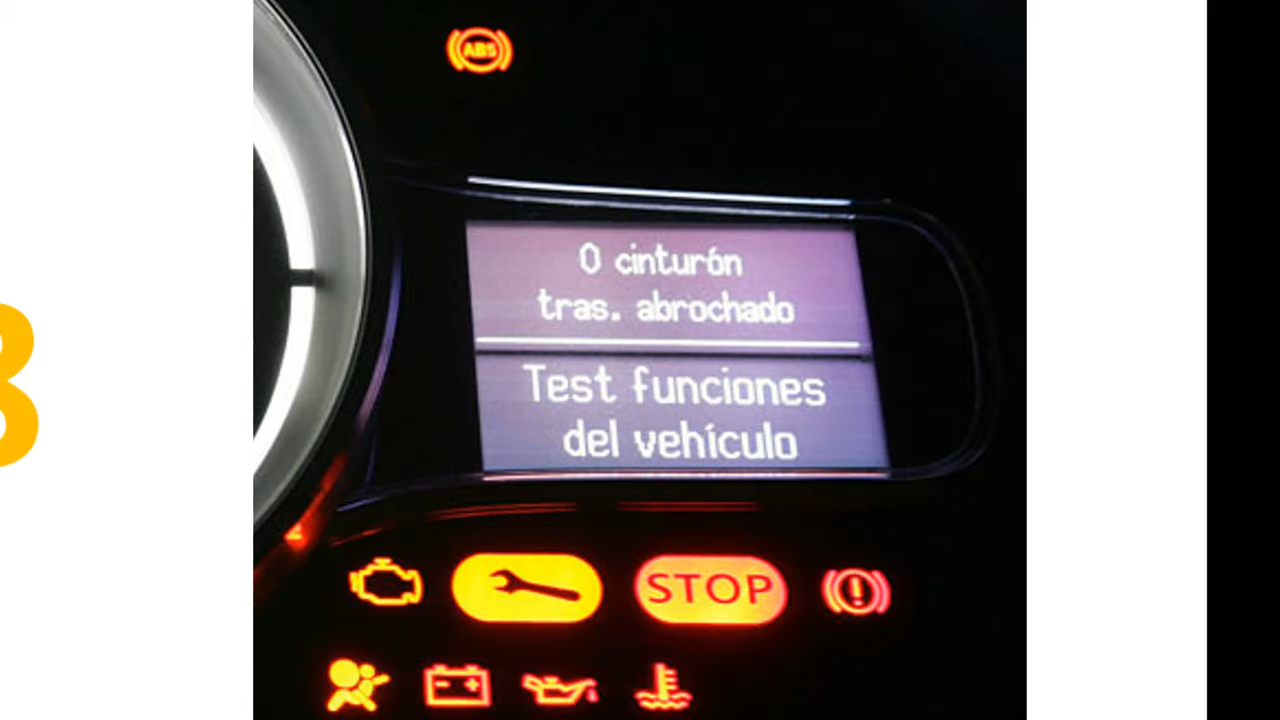 ABS
0 cinturón
tras. abrochado
Test funciones
del vehículo
STOP